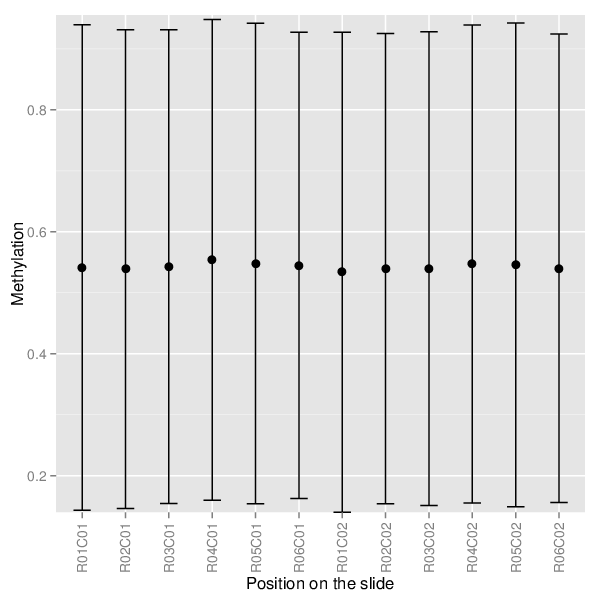 Methylation
0.8
0.6
0.4
0.2
R01C01
R02C01
R03C01
R04C01
R05C01
R06C01
R01C02
R02C02
R03C02
R04C02
R05C02
R06C02
Position on the slide